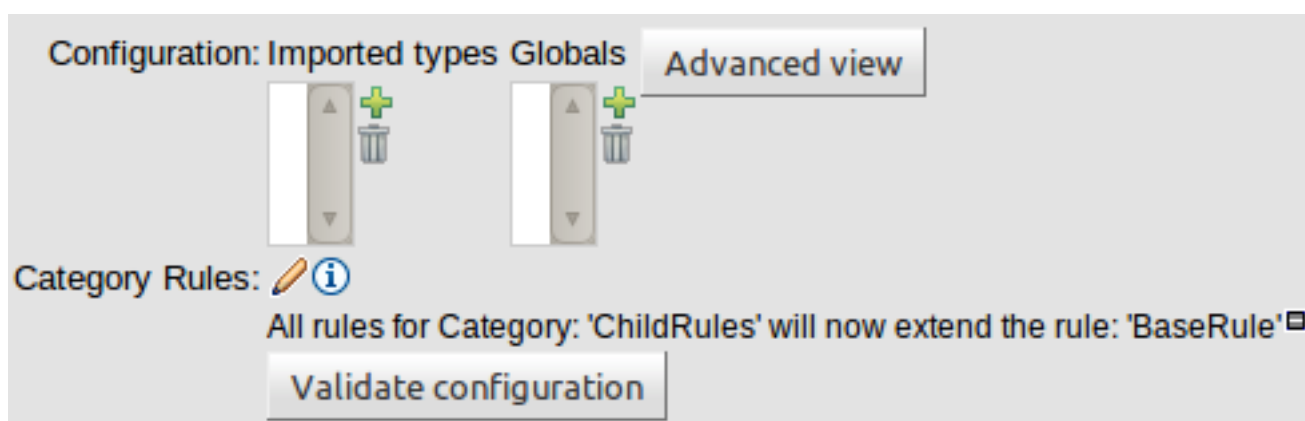 Configuration: Imported types Globals Advanced view
Category Rules:
All rules for Category: 'ChildRules' will now extend the rule: 'BaseRule'
Validate configuration